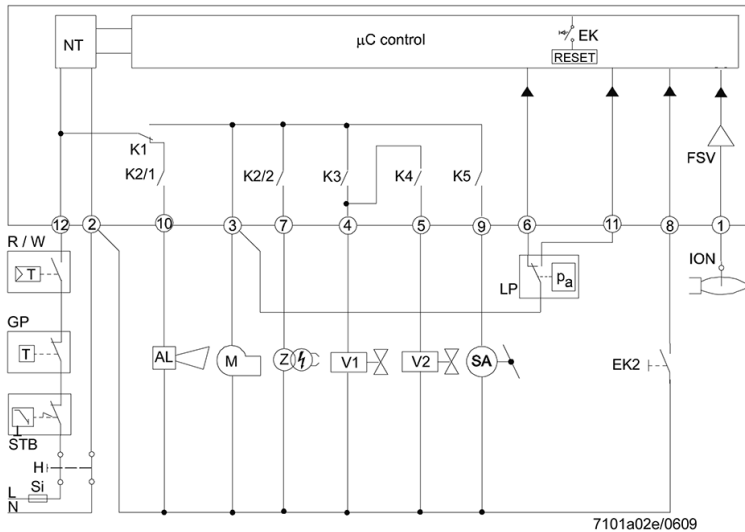 NT
μC control
EK
RESET
FSV
K1
K2/1
K2/2
K3
K4
K5
12
2
10
3
7
4
5
9
6
11
8
1
R / W
T
LP
pa
ION
GP
T
AL
M
Z
V1
V2
SA
EK2
STB
H
Si
L
N
7101a02e/0609